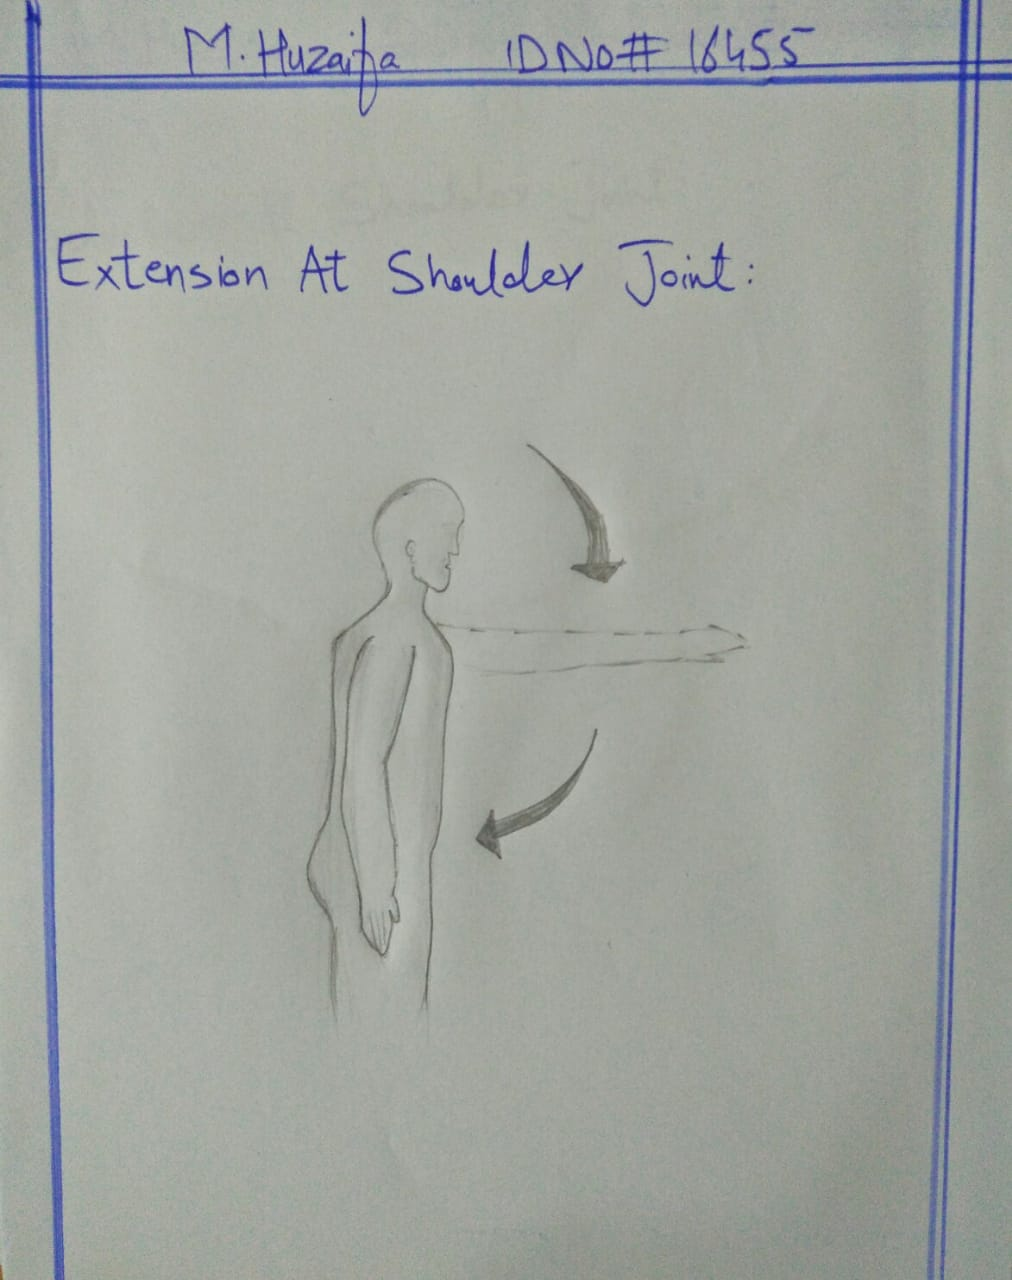 M. Huzaifa ID No# 16455
Extension At Shoulder Joint: